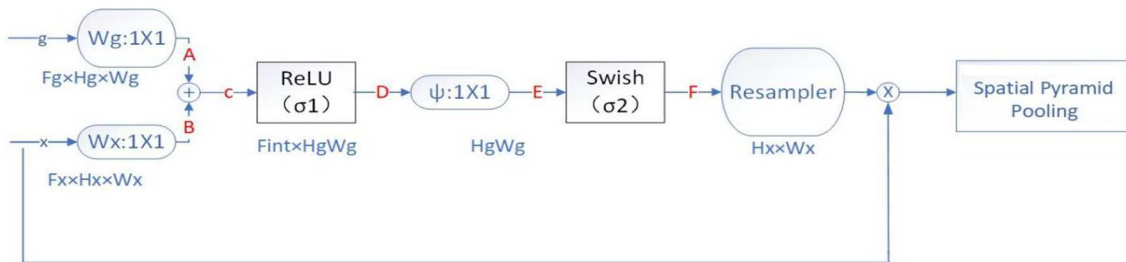 g
Wg:1X1
A
Fg×Hg×Wg
+
c
ReLU
(σ1)
D
ψ:1X1
E
Swish
(σ2)
F
Resampler
X
Spatial Pyramid
Pooling
B
x
Wx:1X1
Fx×Hx×Wx
Fint×HgWg
HgWg
Hx×Wx